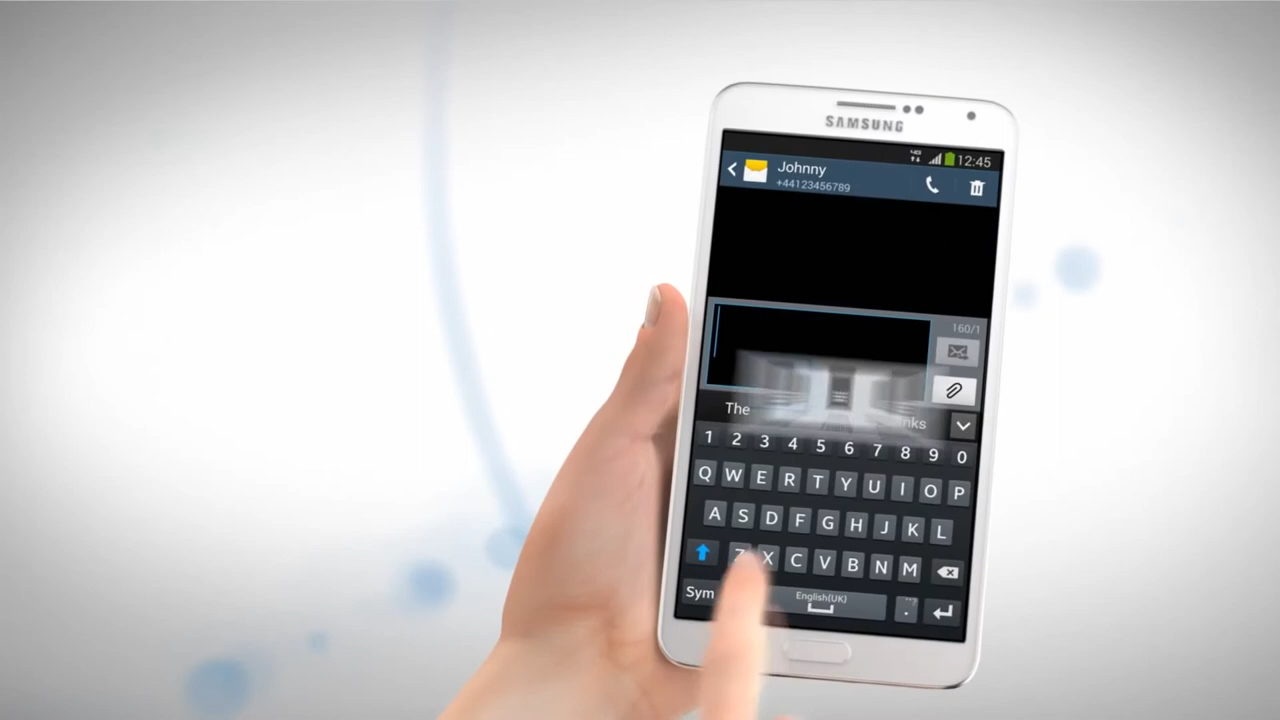 SAMSUNG
4G
12:45
Johnny
+44123456789
160/1
The
1 2 3 4 5 6 7 8 9 0
Q W E R T Y U I O P
A S D F G H J K L
Z X C V B N M
Sym English(UK) .